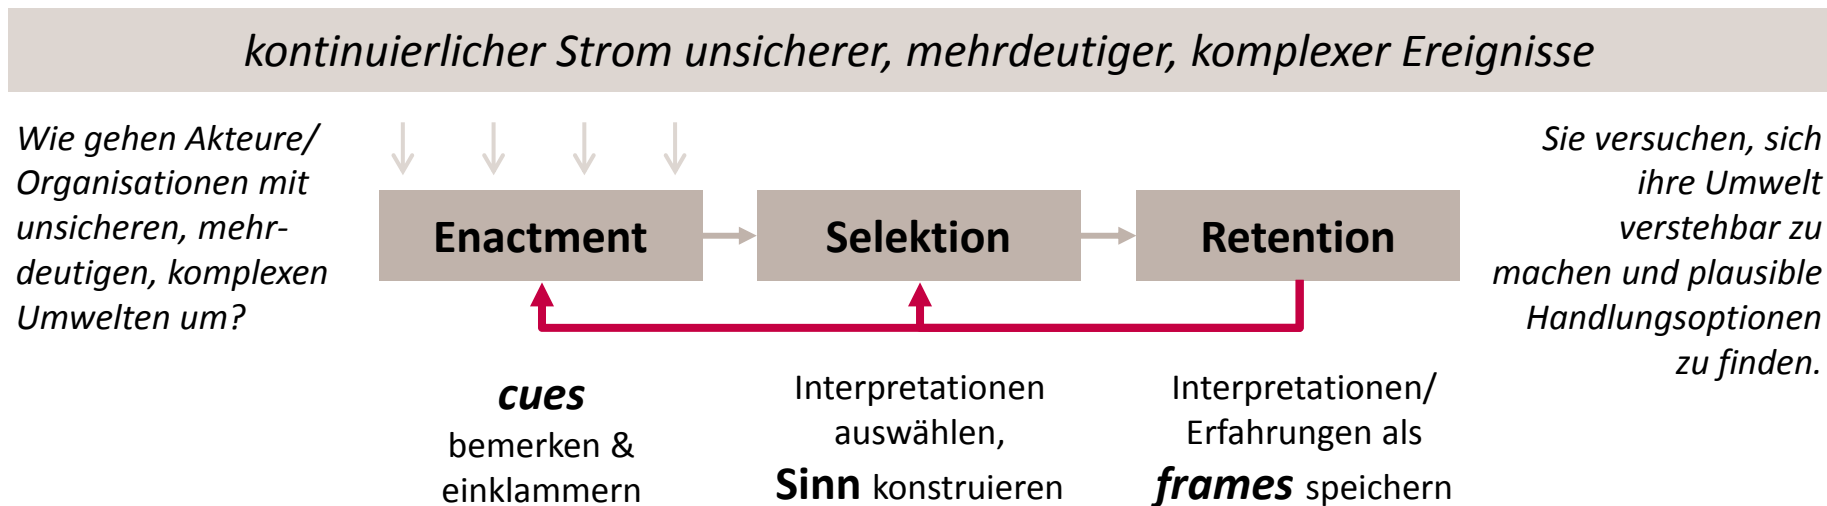 kontinuierlicher Strom unsicherer, mehrdeutiger, komplexer Ereignisse
Wie gehen Akteure/
Organisationen mit
unsicheren, mehr-
deutigen, komplexen
Umwelten um?
Enactment
Selektion
Retention
Sie versuchen, sich
ihre Umwelt
verstehbar zu
machen und plausible
Handlungsoptionen
zu finden.
cues
bemerken &
einklammern
Interpretationen
auswählen,
Sinn konstruieren
Interpretationen/
Erfahrungen als
frames speichern